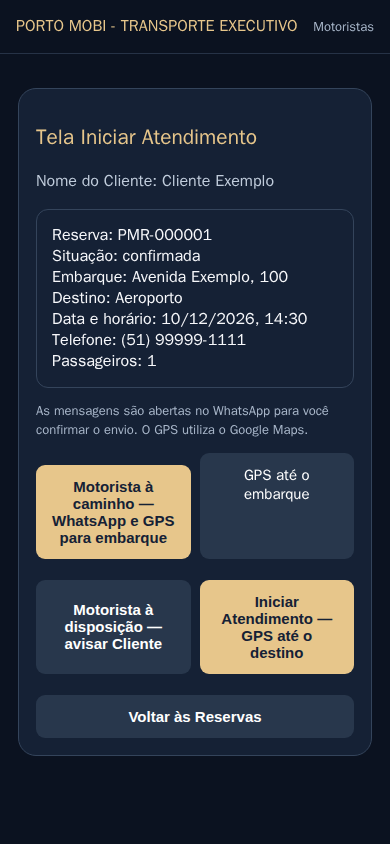 PORTO MOBI - TRANSPORTE EXECUTIVO
Motoristas
Tela Iniciar Atendimento
Nome do Cliente: Cliente Exemplo
Reserva: PMR-000001
Situação: confirmada
Embarque: Avenida Exemplo, 100
Destino: Aeroporto
Data e horário: 10/12/2026, 14:30
Telefone: (51) 99999-1111
Passageiros: 1
As mensagens são abertas no WhatsApp para você
confirmar o envio. O GPS utiliza o Google Maps.
Motorista à
caminho —
WhatsApp e GPS
para embarque
GPS até o
embarque
Motorista à
disposição —
avisar Cliente
Iniciar
Atendimento —
GPS até o
destino
Voltar às Reservas